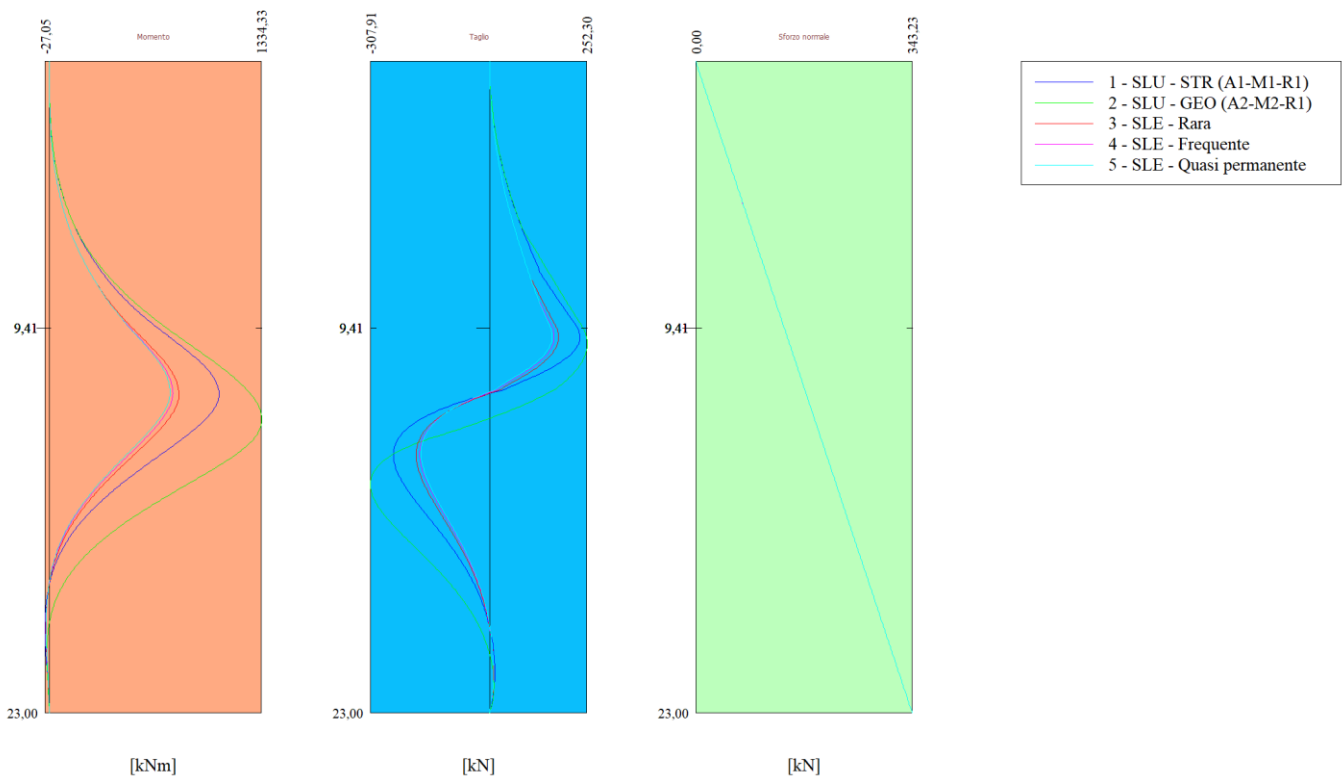 -27,05
Momento
1334,33
-307,91
Taglio
252,30
0,00
Sforzo normale
343,23
1 - SLU - STR (A1-M1-R1)
2 - SLU - GEO (A2-M2-R1)
3 - SLE - Rara
4 - SLE - Frequente
5 - SLE - Quasi permanente
9,41
9,41
9,41
23,00
23,00
23,00
[kNm]
[kN]
[kN]